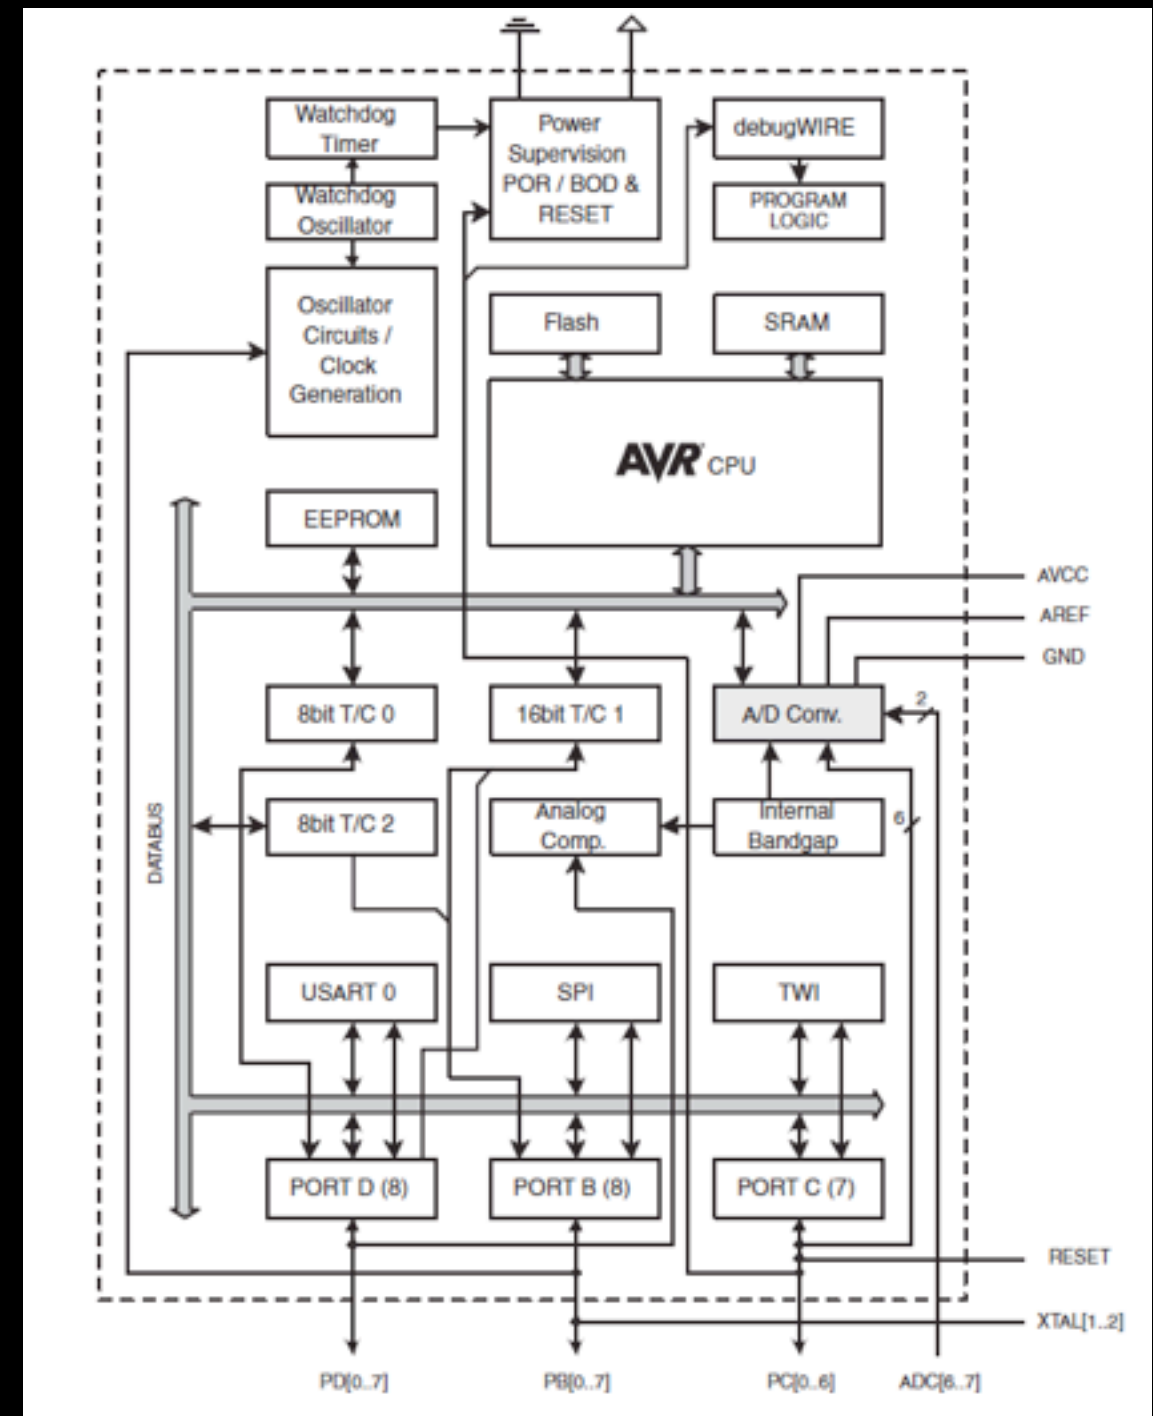 Watchdog
Timer
Power
Supervision
POR / BOD &
RESET
debugWIRE
Watchdog
Oscillator
PROGRAM
LOGIC
Oscillator
Circuits /
Clock
Generation
Flash
SRAM
AVR CPU
EEPROM
AVCC
AREF
GND
8bit T/C 0
16bit T/C 1
A/D Conv.
2
DATABUS
8bit T/C 2
Analog
Comp.
Internal
Bandgap
6
USART 0
SPI
TWI
PORT D (8)
PORT B (8)
PORT C (7)
RESET
XTAL[1..2]
PD[0..7]
PB[0..7]
PC[0..6]
ADC[6..7]